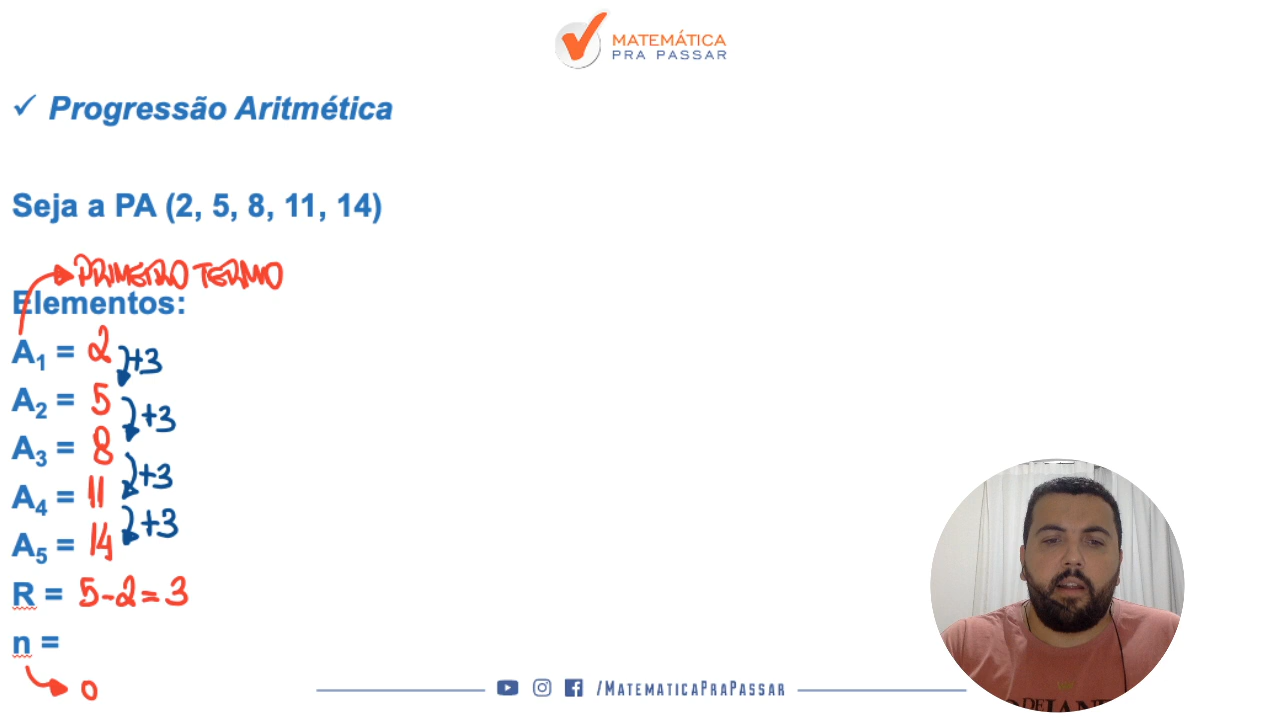 MATEMÁTICA
PRA PASSAR
✓ Progressão Aritmética
Seja a PA (2, 5, 8, 11, 14)
PRIMEIRO TERMO
Elementos:
A1 = 2 +3
A2 = 5 +3
A3 = 8 +3
A4 = 11 +3
A5 = 14
R = 5-2=3
n =
/MATEMATICAPRAPASSAR